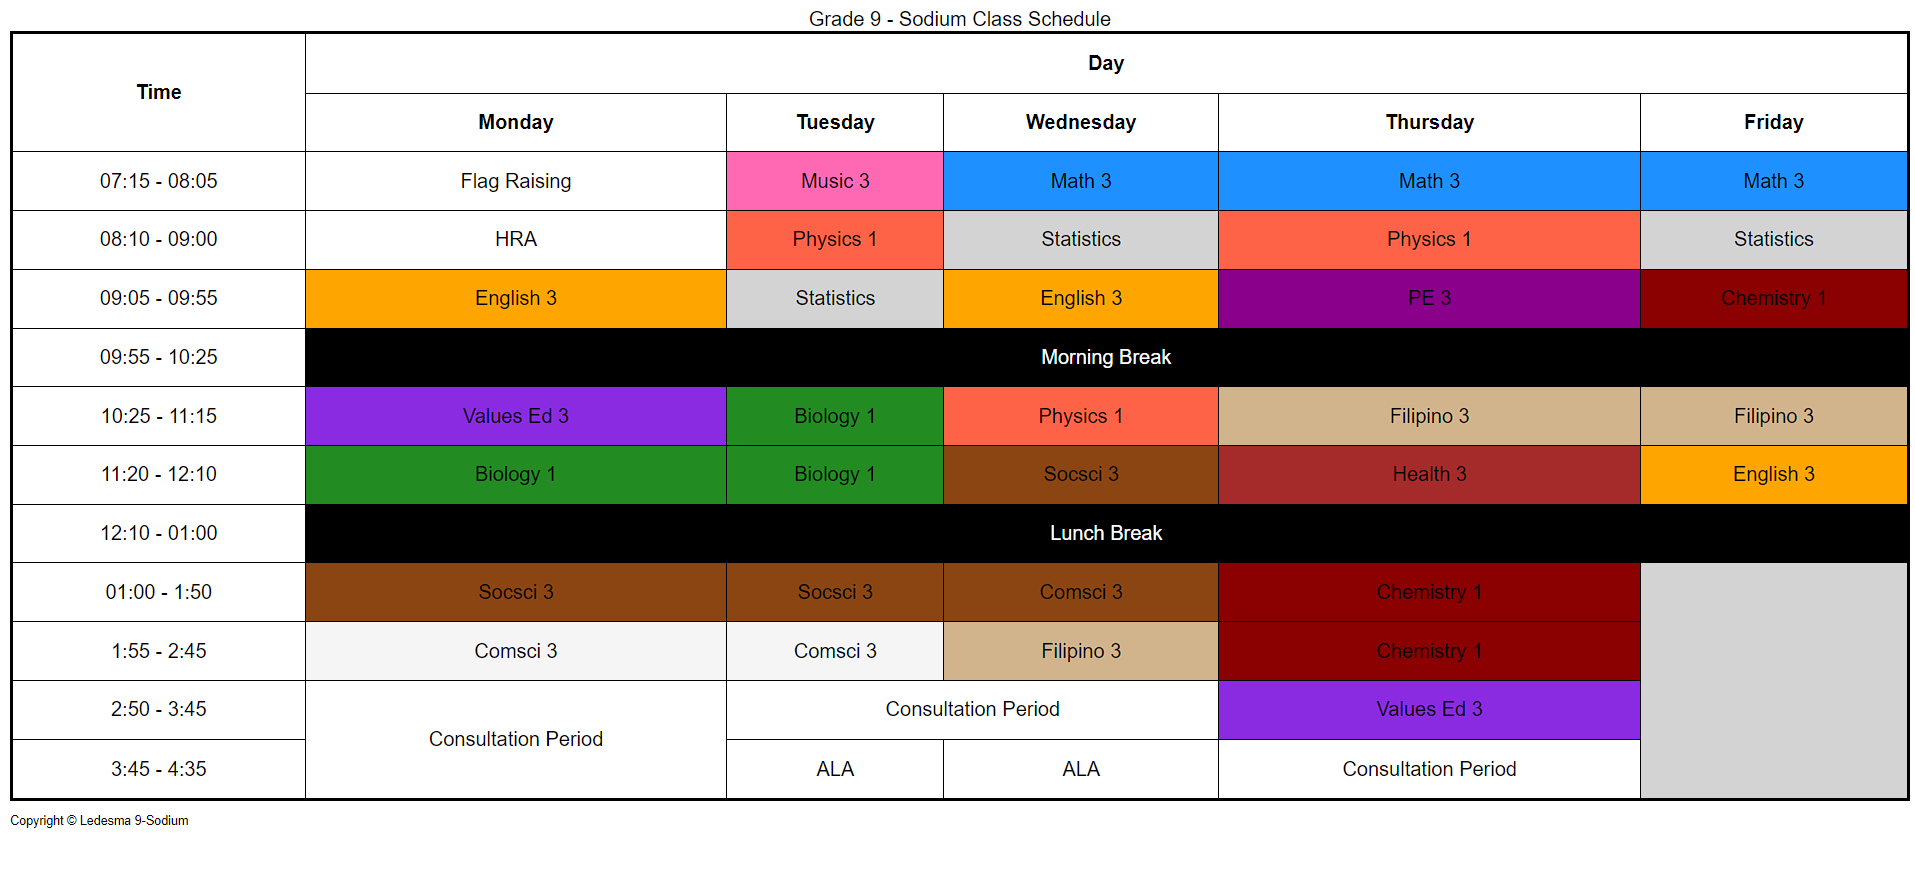 Grade 9 - Sodium Class Schedule
Time
Day
Monday Tuesday Wednesday Thursday Friday
07:15 - 08:05 Flag Raising Music 3 Math 3 Math 3 Math 3
08:10 - 09:00 HRA Physics 1 Statistics Physics 1 Statistics
09:05 - 09:55 English 3 Statistics English 3 PE 3 Chemistry 1
09:55 - 10:25 Morning Break
10:25 - 11:15 Values Ed 3 Biology 1 Physics 1 Filipino 3 Filipino 3
11:20 - 12:10 Biology 1 Biology 1 Socsci 3 Health 3 English 3
12:10 - 01:00 Lunch Break
01:00 - 1:50 Socsci 3 Socsci 3 Comsci 3 Chemistry 1
1:55 - 2:45 Comsci 3 Comsci 3 Filipino 3 Chemistry 1
2:50 - 3:45 Consultation Period Consultation Period Values Ed 3
3:45 - 4:35 ALA ALA Consultation Period
Copyright © Ledesma 9-Sodium